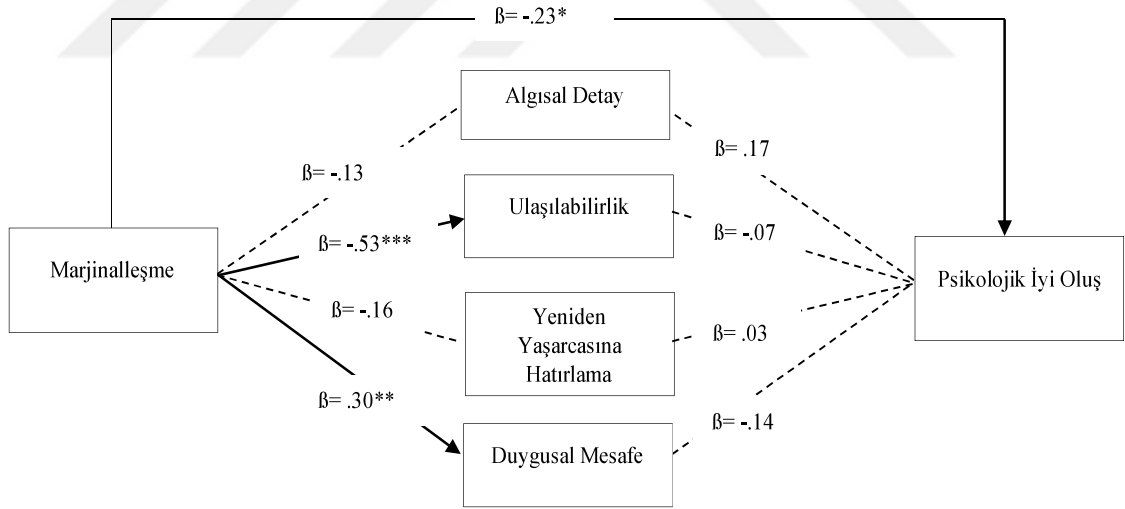 ß= -.23*
Algısal Detay
ß= -.13
ß= .17
Ulaşılabilirlik
ß= -.53***
ß= -.07
Marjinalleşme
Psikolojik İyi Oluş
ß= -.16
Yeniden
Yaşarcasına
Hatırlama
ß= .03
ß= .30**
ß= -.14
Duygusal Mesafe